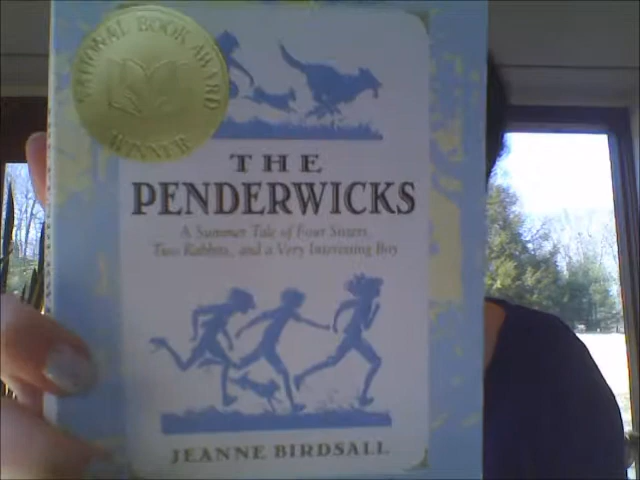 NATIONAL BOOK AWARD
WINNER
THE
PENDERWICKS
A Summer Tale of Four Sisters,
Two Rabbits, and a Very Interesting Boy
JEANNE BIRDSALL